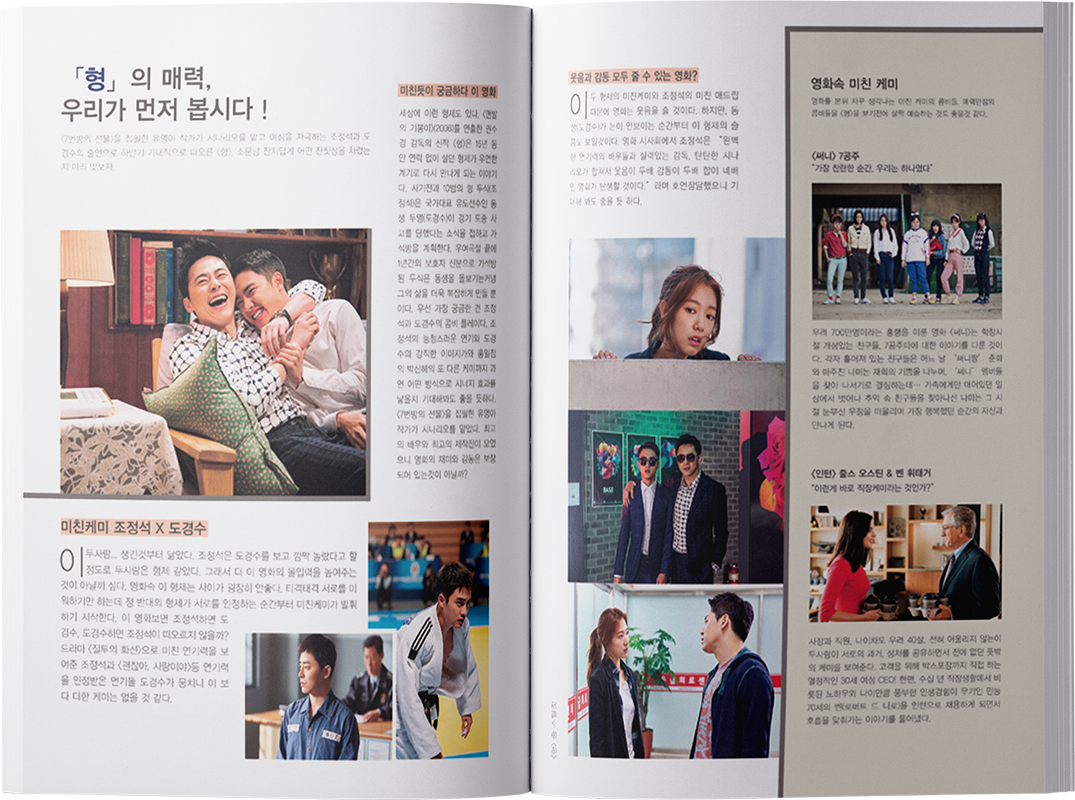 「형」의 매력,
우리가 먼저 봅시다 !
<7번방의 선물>을 집필한 유영아 작가가 시나리오를 맡고 여심을 자극하는 조정석과 도
경수의 출연으로 하반기 기대작으로 떠오른 <형>. 소문난 잔치답게 어떤 진칫상을 차렸는
지 미리 맛보자
미친듯이 궁금하다 이 영화
세상에 이런 형제도 있다. <맨발
의 기봉이>(2006)를 연출한 권수
경 감독의 신작 <형>은 15년 동
안 연락 없이 살던 형제가 우연한
계기로 다시 만나게 되는 이야기
다. 사기전과 10범의 형 두식(조
정석)은 국가대표 유도선수인 동
생 두영(도경수)이 경기 도중 사
고를 당했다는 소식을 접하고 가
석방을 계획한다. 우여곡절 끝에
1년간의 보호자 신분으로 가석방
된 두식은 동생을 돌보기는커녕
그의 삶을 더욱 복잡하게 만들 뿐
이다. 우선 가장 궁금한 건 조정
석과 도경수의 콤비 플레이다. 조
정석의 능청스러운 연기와 도경
수의 강직한 이미지가와 홍일점
의 박신혜의 또 다른 케미까지 과
연 어떤 방식으로 시너지 효과를
낳을지 기대해봐도 좋을 듯하다.
<7번방의 선물>을 집필한 유영아
작가가 시나리오를 맡았다. 최고
의 배우와 최고의 제작진이 모였
으니 영화의 재미와 감동은 보장
되어 있는것이 아닐까?
미친케미 조정석 X 도경수
이 두사람... 생긴것부터 닮았다. 조정석은 도경수를 보고 깜짝 놀랐다고 할
정도로 두사람은 형제 같았다. 그래서 더 이 영화의 몰입력을 높여주는
것이 아닐까 싶다. 영화속 이 형제는 사이가 굉장히 안좋다. 티격태격 서로를 미
워하기만 하는데 정 반대의 형제가 서로를 인정하는 순간부터 미친케미가 발휘
하기 시작한다. 이 영화보면 조정석하면 도
경수, 도경수하면 조정석이 떠오르지 않을까?
드라마 <질투의 화신>으로 미친 연기력을 보
여준 조정석과 <괜찮아, 사랑이야>등 연기력
을 인정받은 연기돌 도경수가 뭉치니 이 보
다 더한 케미는 없을 것 같다.
웃음과 감동 모두 줄 수 있는 영화?
이 두 형제의 미친케미와 조정석의 미친 애드립
때문에 영화는 웃음을 줄 것이다. 하지만, 동
생(도경수)가 눈이 안보이는 순간부터 이 형제의 슬
픔도 보일것이다. 영화 시사회에서 조정석은 "완벽
한 연기력의 배우들과 실력있는 감독, 탄탄한 시나
리오가 합쳐서 웃음이 두배 감동이 두배 합이 네배
인 영화가 탄생할 것이다." 라며 호언장담했으니 기
대해 봐도 좋을 듯 하다.
BASE
영화속 미친 케미
영화를 본뒤 자꾸 생각나는 미친 케미의 콤비들. 매력만점의
콤비들을 <형>을 보기전에 살짝 예습하는 것도 좋을것 같다.
<써니> 7공주
"가장 찬란한 순간, 우리는 하나였다"
무려 700만명이라는 흥행을 이룬 영화 <써니>는 학창시
절 개성있는 친구들, 7공주파에 대한 이야기를 다룬 것이
다. 각자 흩어져 있는 친구들은 어느 날 '써니짱' 춘화
와 마주친 나미는 재회의 기쁨을 나누며, '써니' 멤버들
을 찾아 나서기로 결심하는데… 가족에게만 매어있던 일
상에서 벗어나 추억 속 친구들을 찾아나선 나미는 그 시
절 눈부신 우정을 떠올리며 가장 행복했던 순간의 자신과
만나게 된다.
<인턴> 줄스 오스틴 & 벤 휘태거
"이런게 바로 직장케미라는 것인가?"
사장과 직원, 나이차도 무려 40살. 전혀 어울리지 않는이
두사람이 서로의 과거, 상처를 공유하면서 전에 없던 뜻밖
의 케미를 보여준다. 고객을 위해 박스포장까지 직접 하는
열정적인 30세 여성 CEO! 한편, 수십 년 직장생활에서 비
롯된 노하우와 나이만큼 풍부한 인생경험이 무기인 만능
70세의 벤(로버트 드 니로)을 인턴으로 채용하게 되면서
호흡을 맞춰가는 이야기를 풀어냈다.